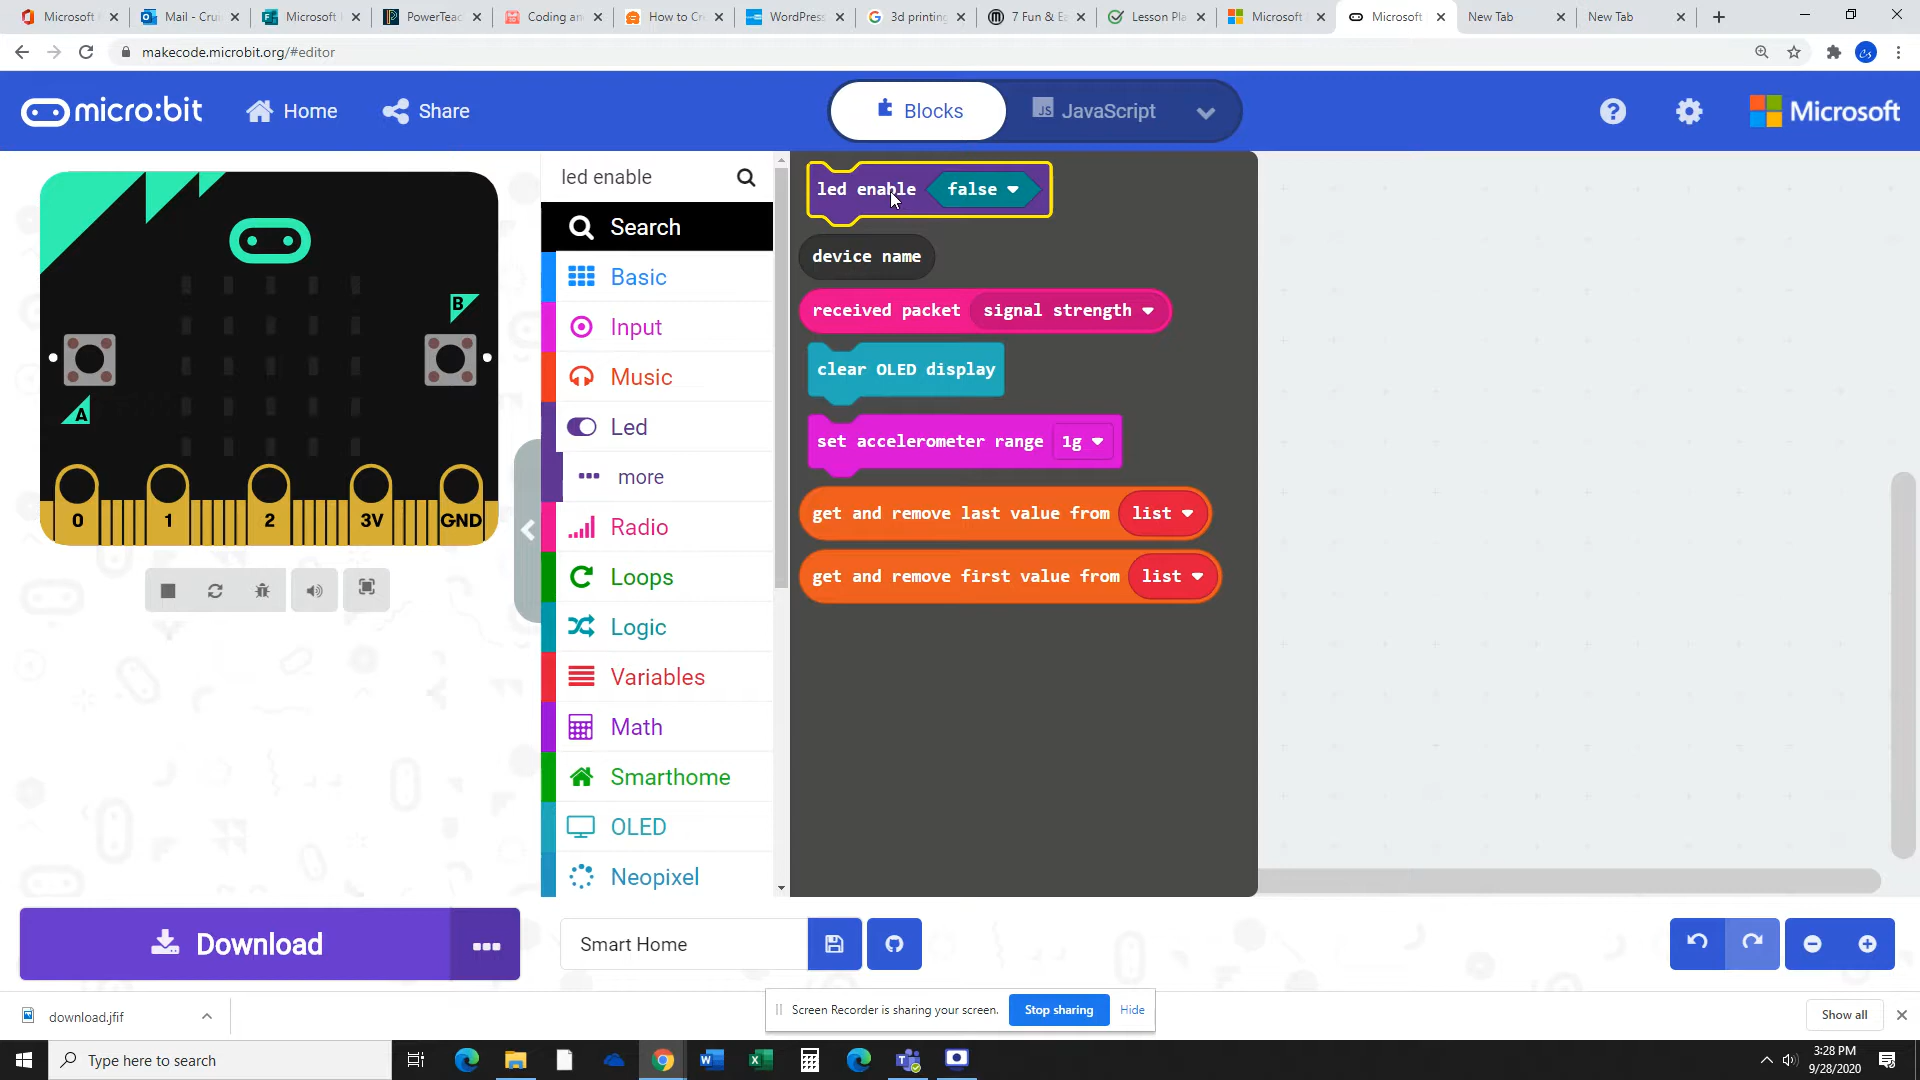 Microsoft
Mail - Cru
Microsoft
PowerTeac
Coding an
How to Cr
WordPress
3d printing
7 Fun & Ea
Lesson Pla
Microsoft
Microsoft
New Tab
New Tab
makecode.microbit.org/#editor
cs
micro:bit
Home
Share
Blocks
JS JavaScript
?
Microsoft
B
A
0
1
2
3V
GND
led enable
Search
Basic
Input
Music
Led
more
Radio
Loops
Logic
Variables
Math
Smarthome
OLED
Neopixel
led enable false
device name
received packet signal strength
clear OLED display
set accelerometer range 1g
get and remove last value from list
get and remove first value from list
Download
Smart Home
download.jfif
Screen Recorder is sharing your screen.
Stop sharing
Hide
Show all
Type here to search
3:28 PM
9/28/2020